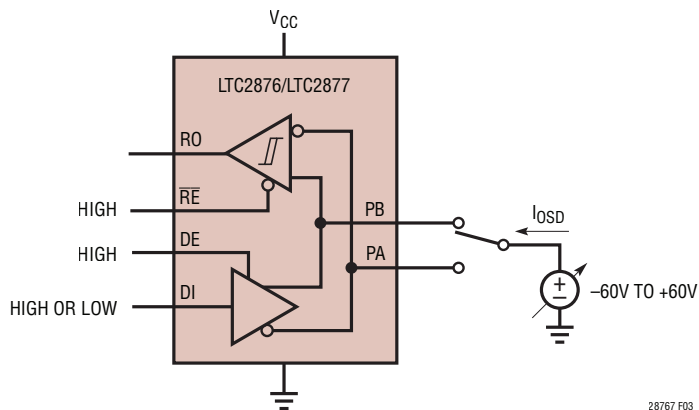 VCC
LTC2876/LTC2877
RO
RE
HIGH
DE
HIGH
DI
HIGH OR LOW
PB
PA
IOSD
+
–
–60V TO +60V
28767 F03